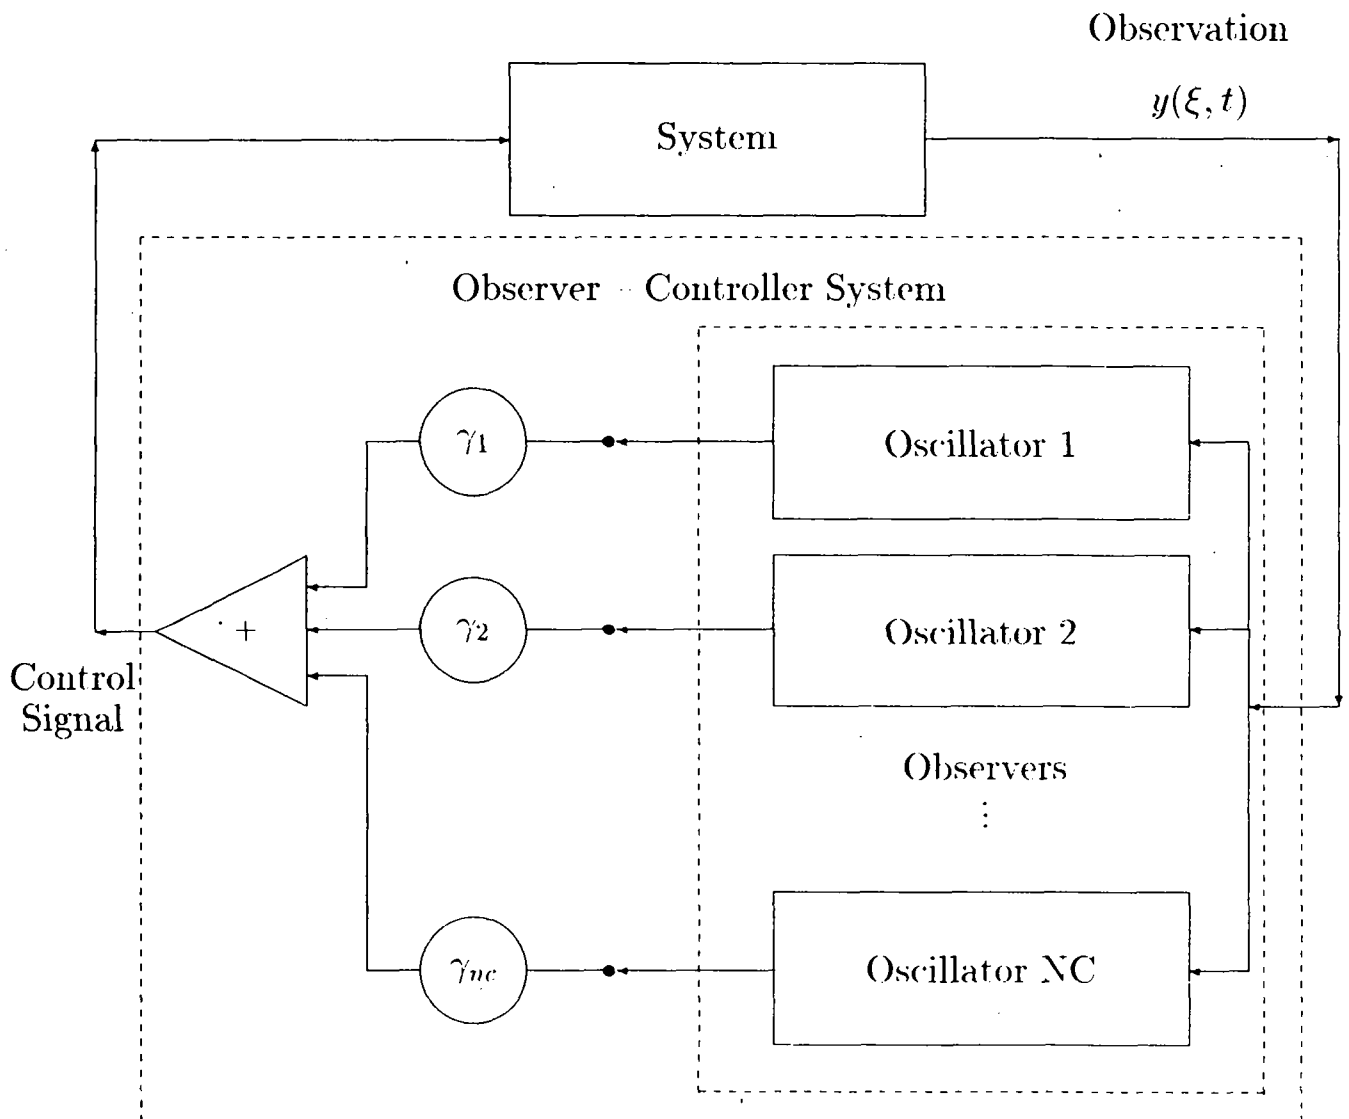 Observation
y(ξ, t)
System
Observer – Controller System
γ1
Oscillator 1
+
γ2
Oscillator 2
Control
Signal
Observers
⋮
γnc
Oscillator NC